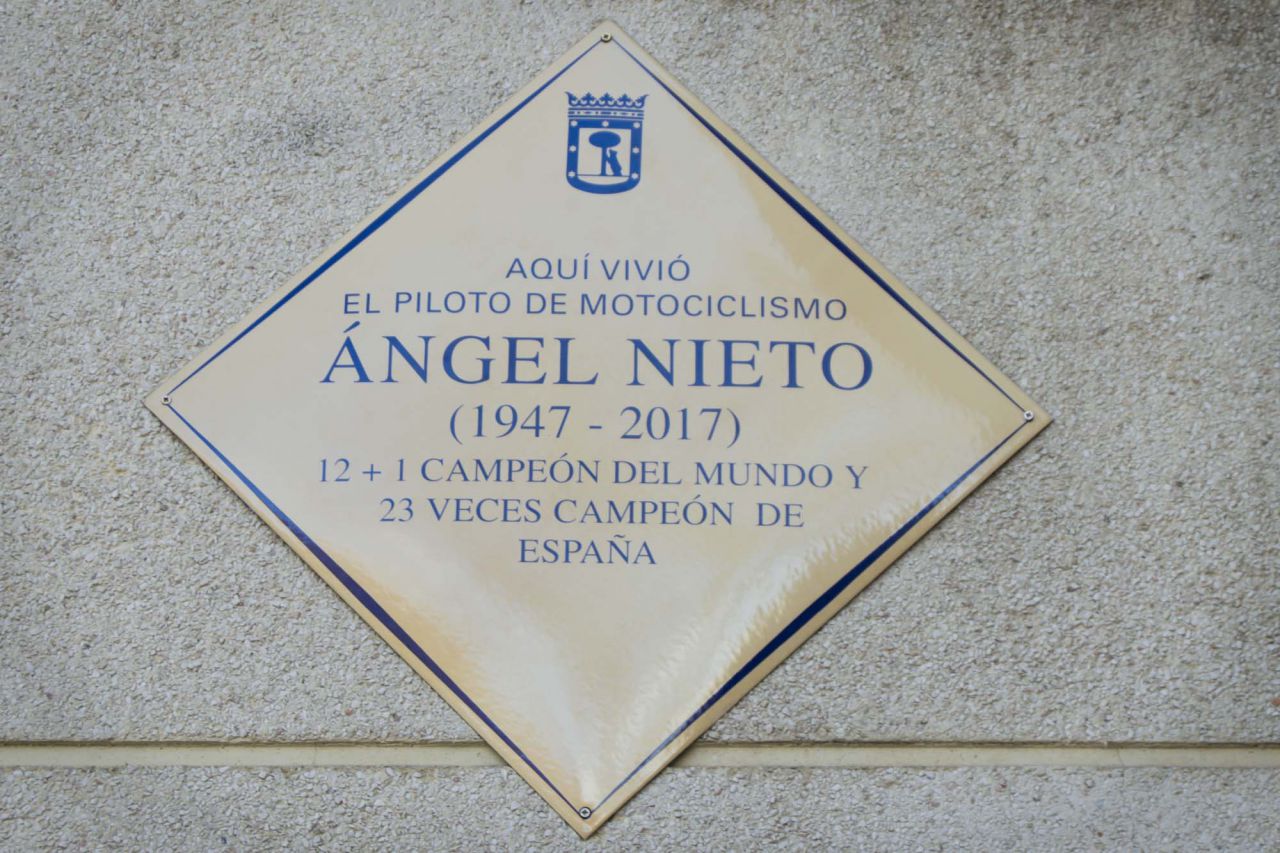 AQUÍ VIVIÓ
EL PILOTO DE MOTOCICLISMO
ÁNGEL NIETO
(1947 - 2017)
12 + 1 CAMPEÓN DEL MUNDO Y
23 VECES CAMPEÓN DE
ESPAÑA